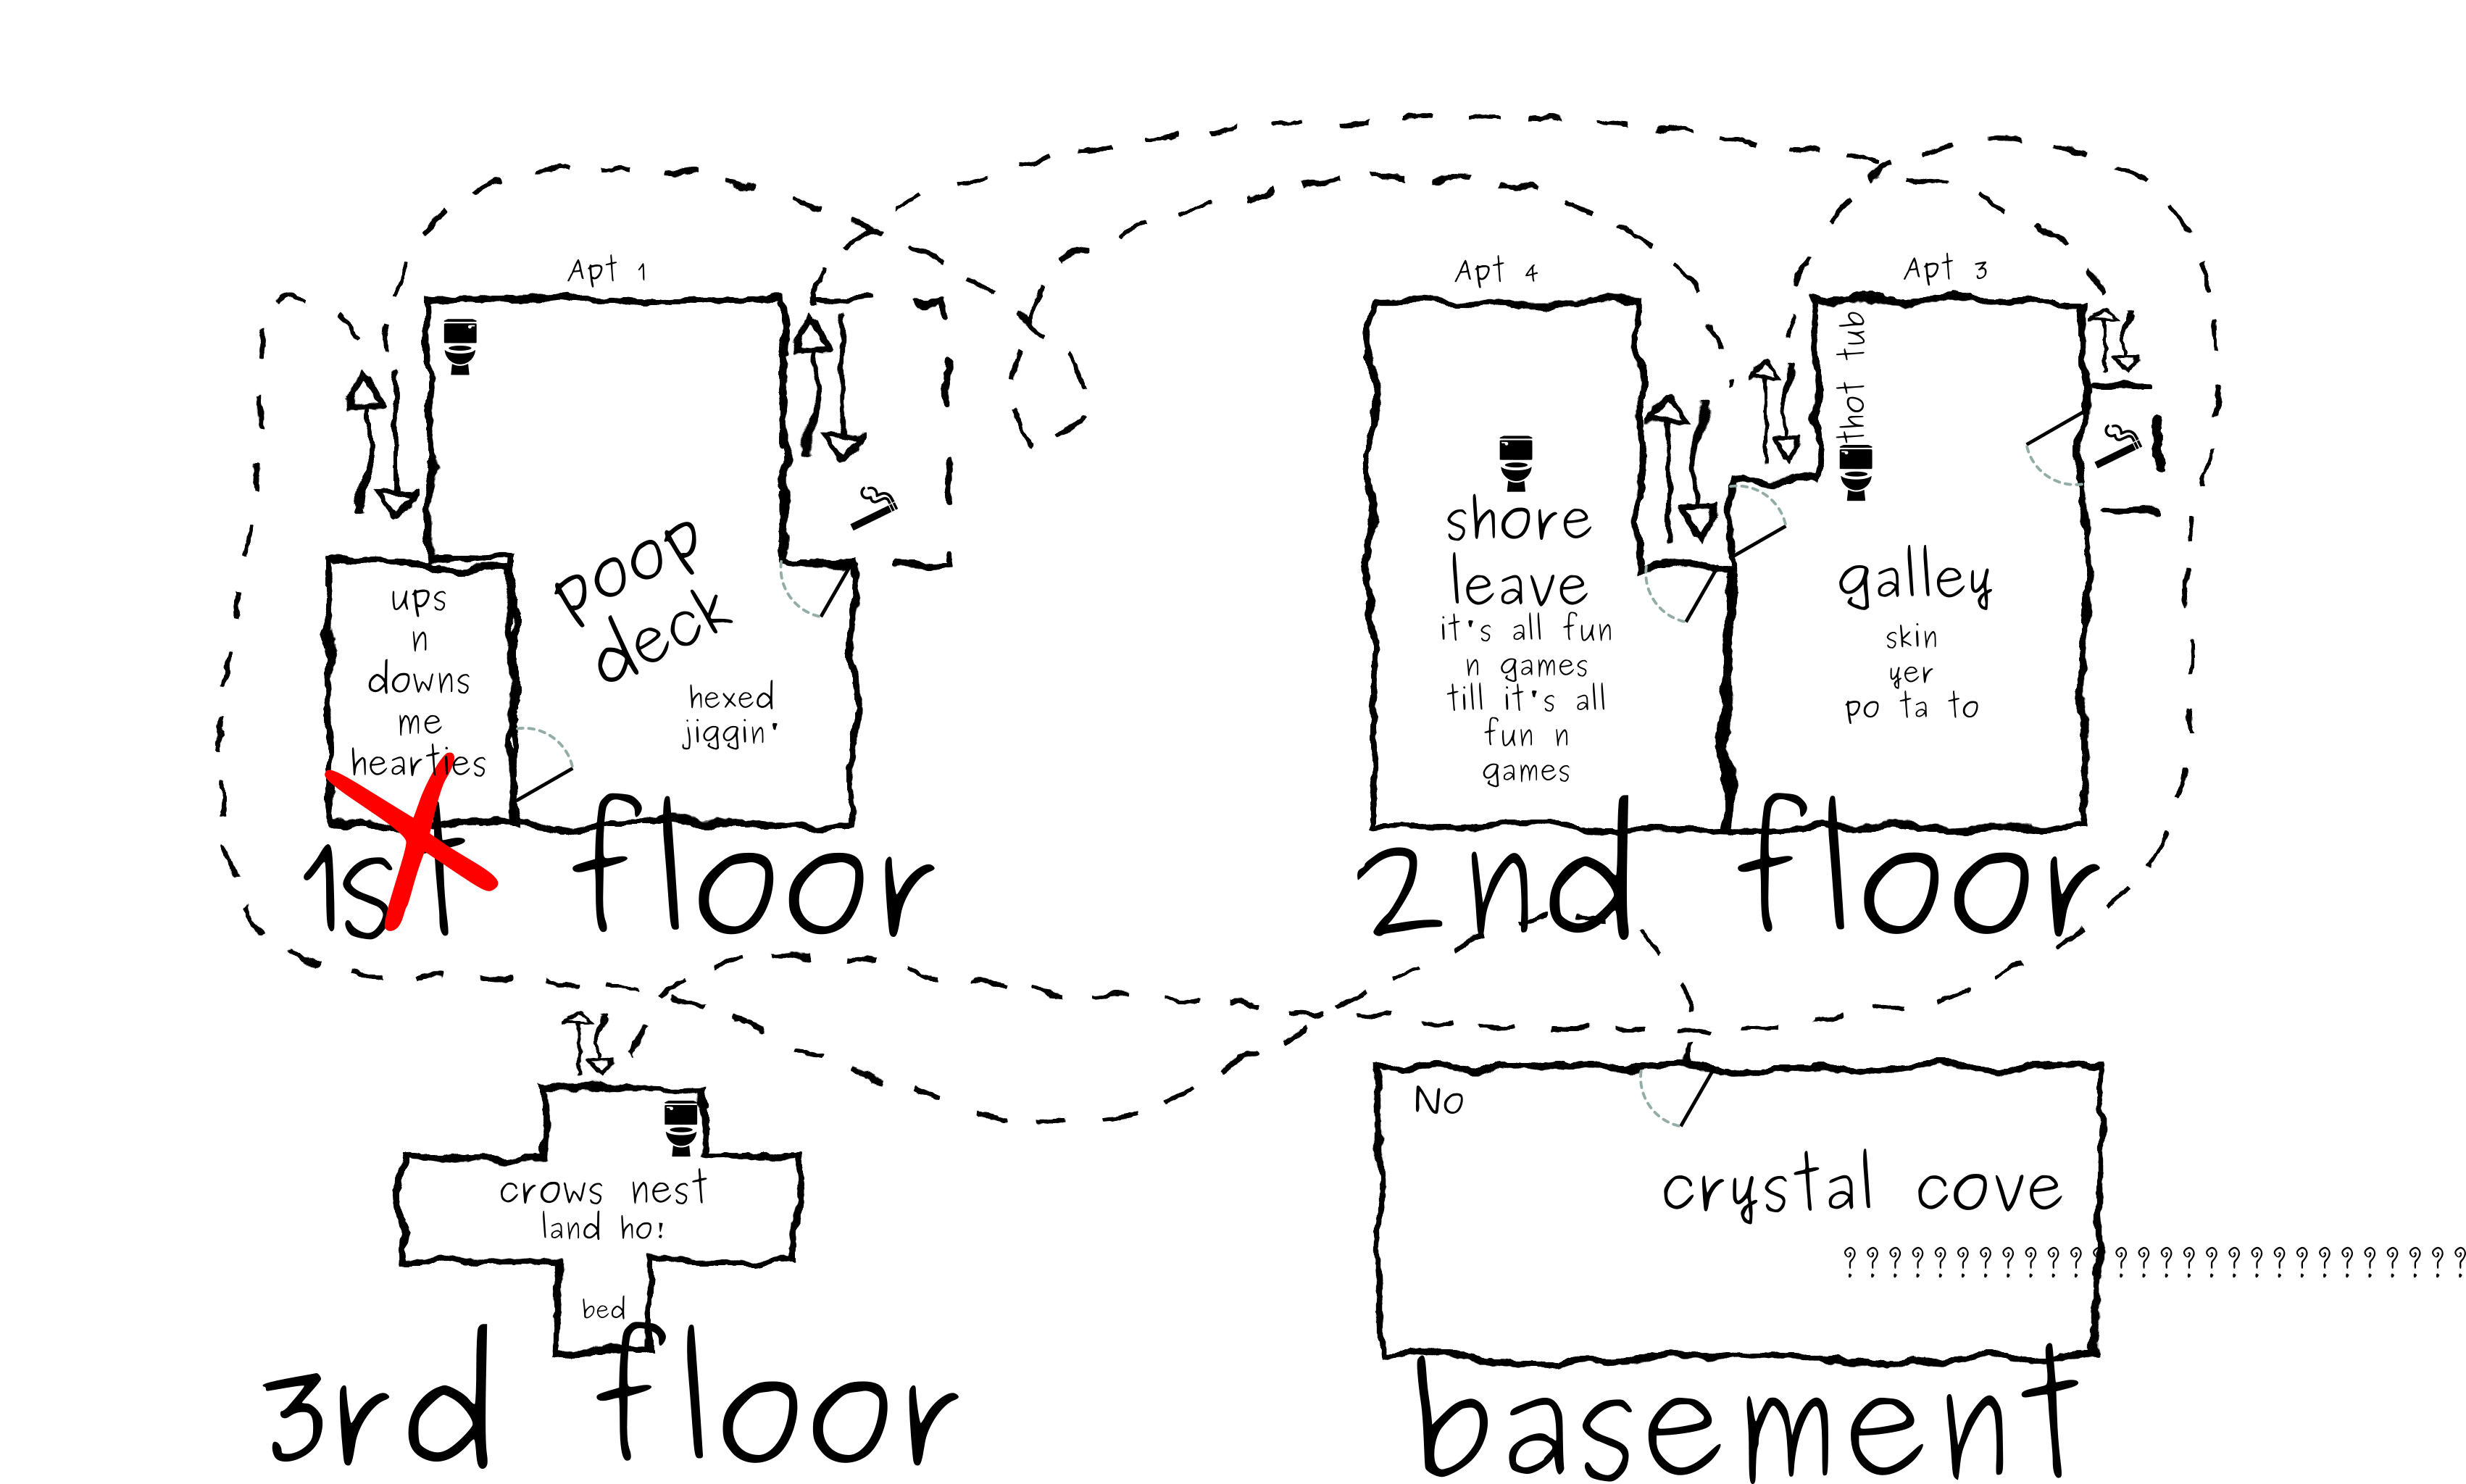 Apt 1
ups
n
downs
me
hearties
poop
deck
hexed
jiggin'
1st floor
Apt 4
shore
leave
it's all fun
n games
till it's all
fun n
games
Apt 3
thot tub
galley
skin
yer
po ta to
2nd floor
crows nest
land ho!
bed
3rd floor
No
crystal cove
????????????????????????????
basement